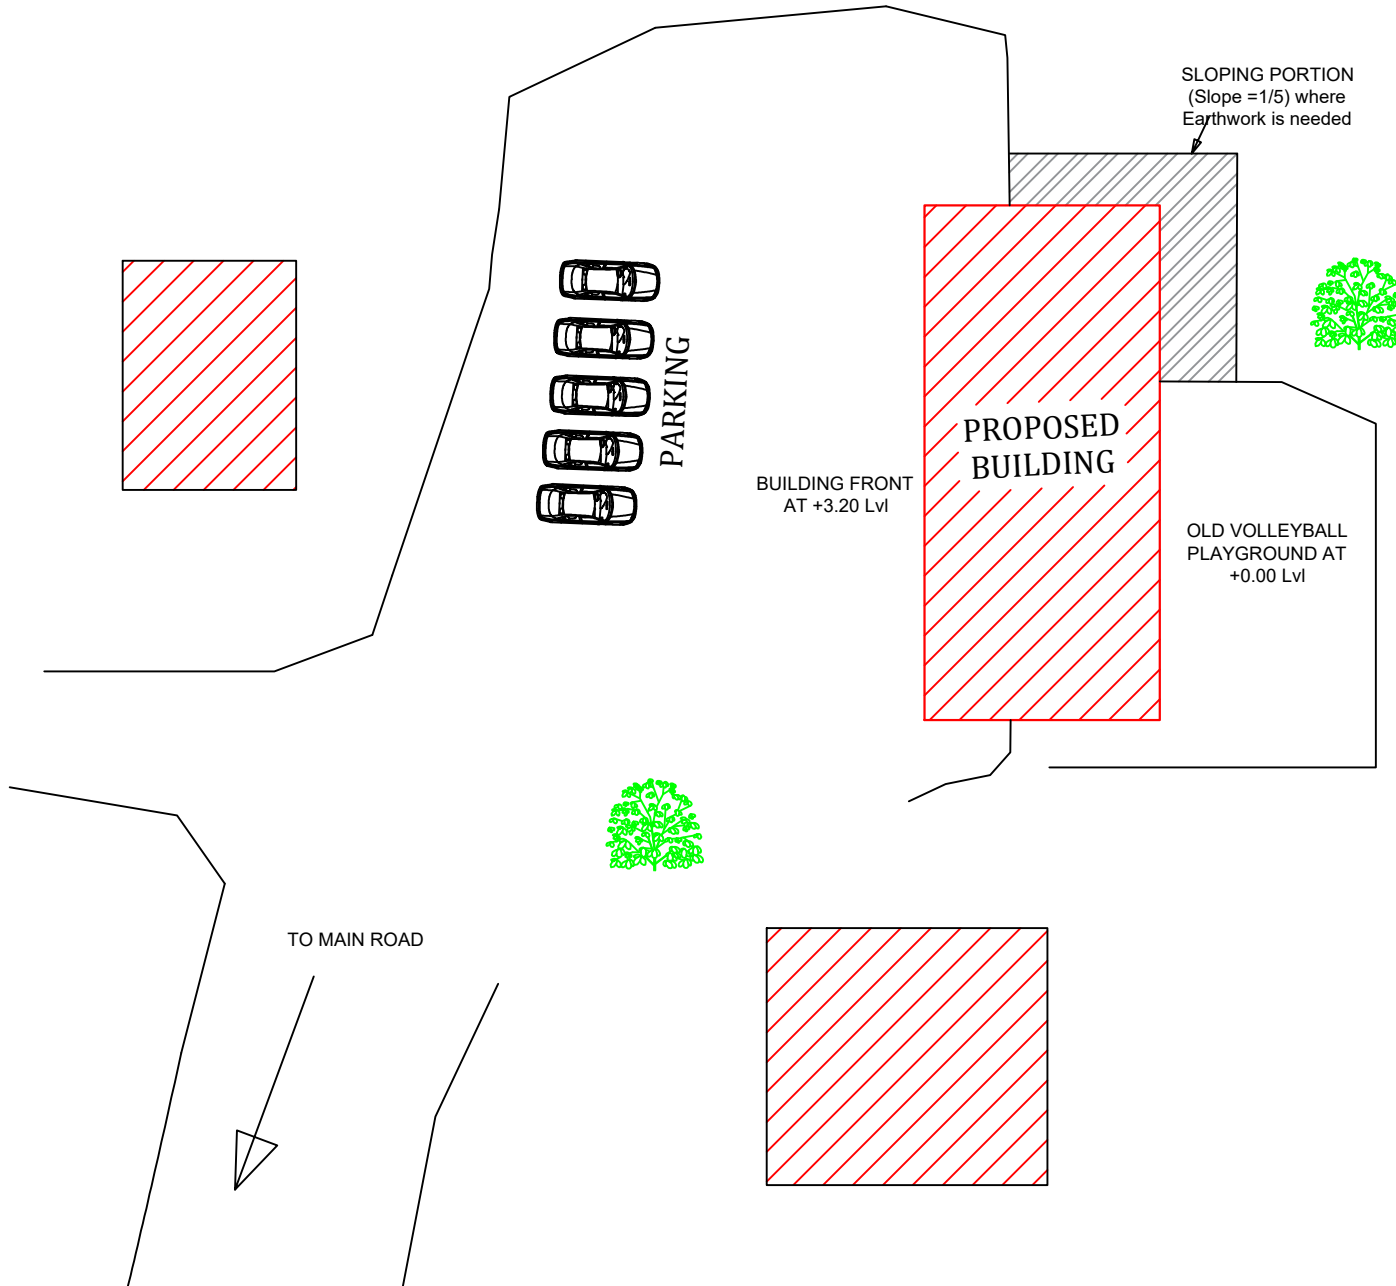 SLOPING PORTION
(Slope =1/5) where
Earthwork is needed
PARKING
PROPOSED
BUILDING
BUILDING FRONT
AT +3.20 Lvl
OLD VOLLEYBALL
PLAYGROUND AT
+0.00 Lvl
TO MAIN ROAD